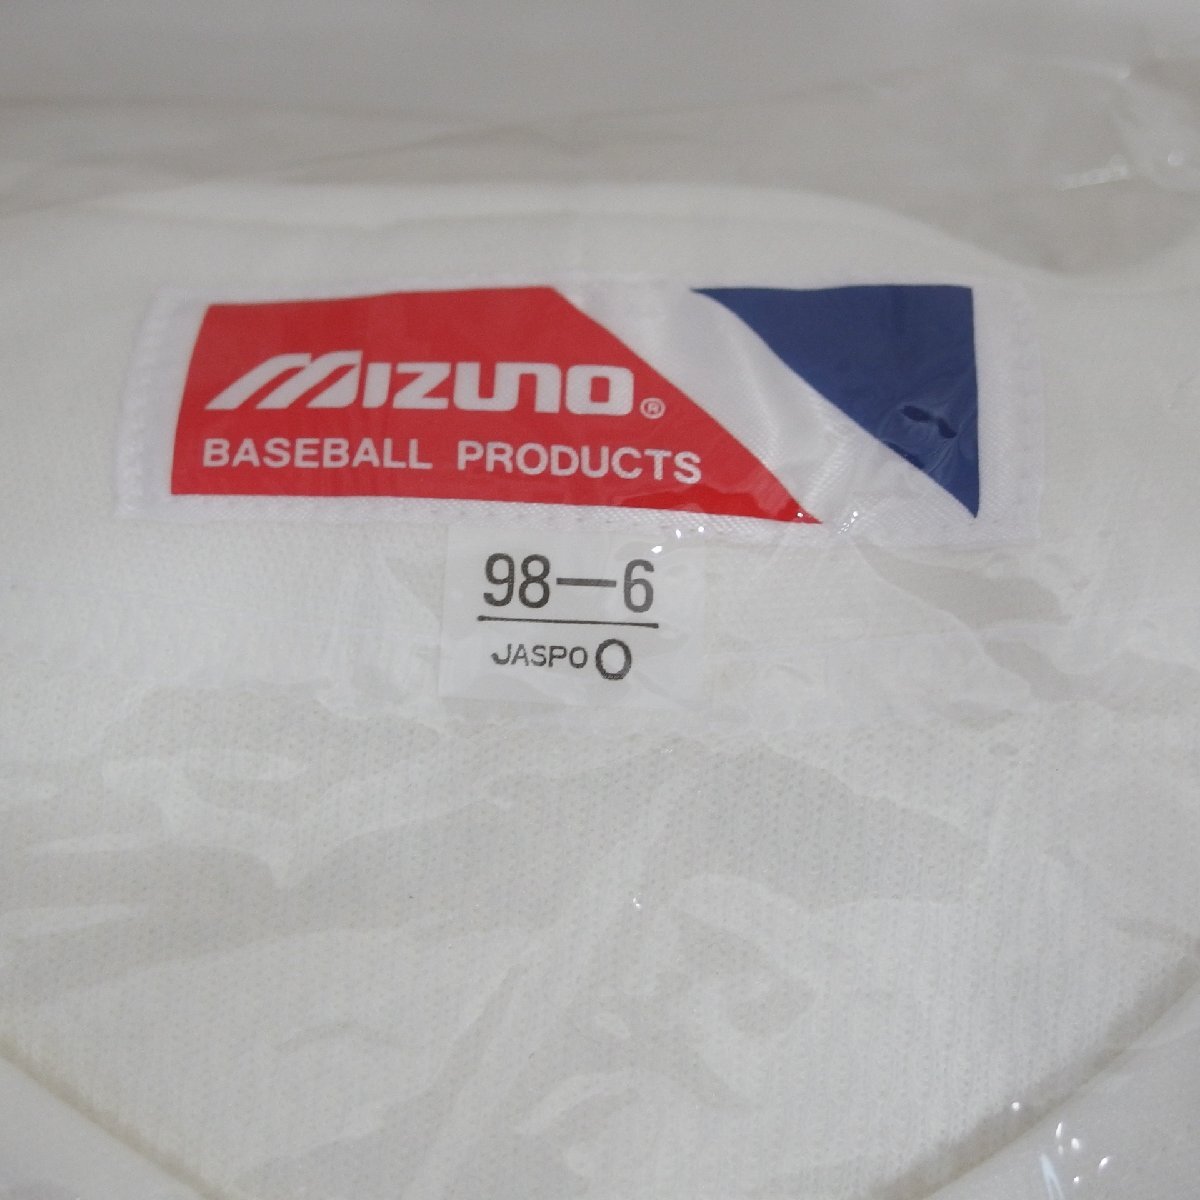 MIZUNO®
BASEBALL PRODUCTS
98—6
JASPO O